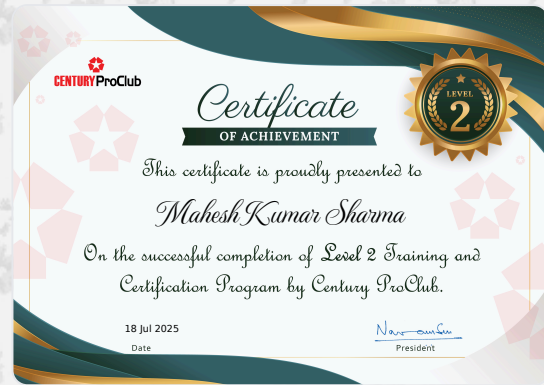 CENTURY ProClub
LEVEL
2
Certificate
OF ACHIEVEMENT
This certificate is proudly presented to
Mahesh Kumar Sharma
On the successful completion of Level 2 Training and
Certification Program by Century ProClub.
18 Jul 2025
Date
President